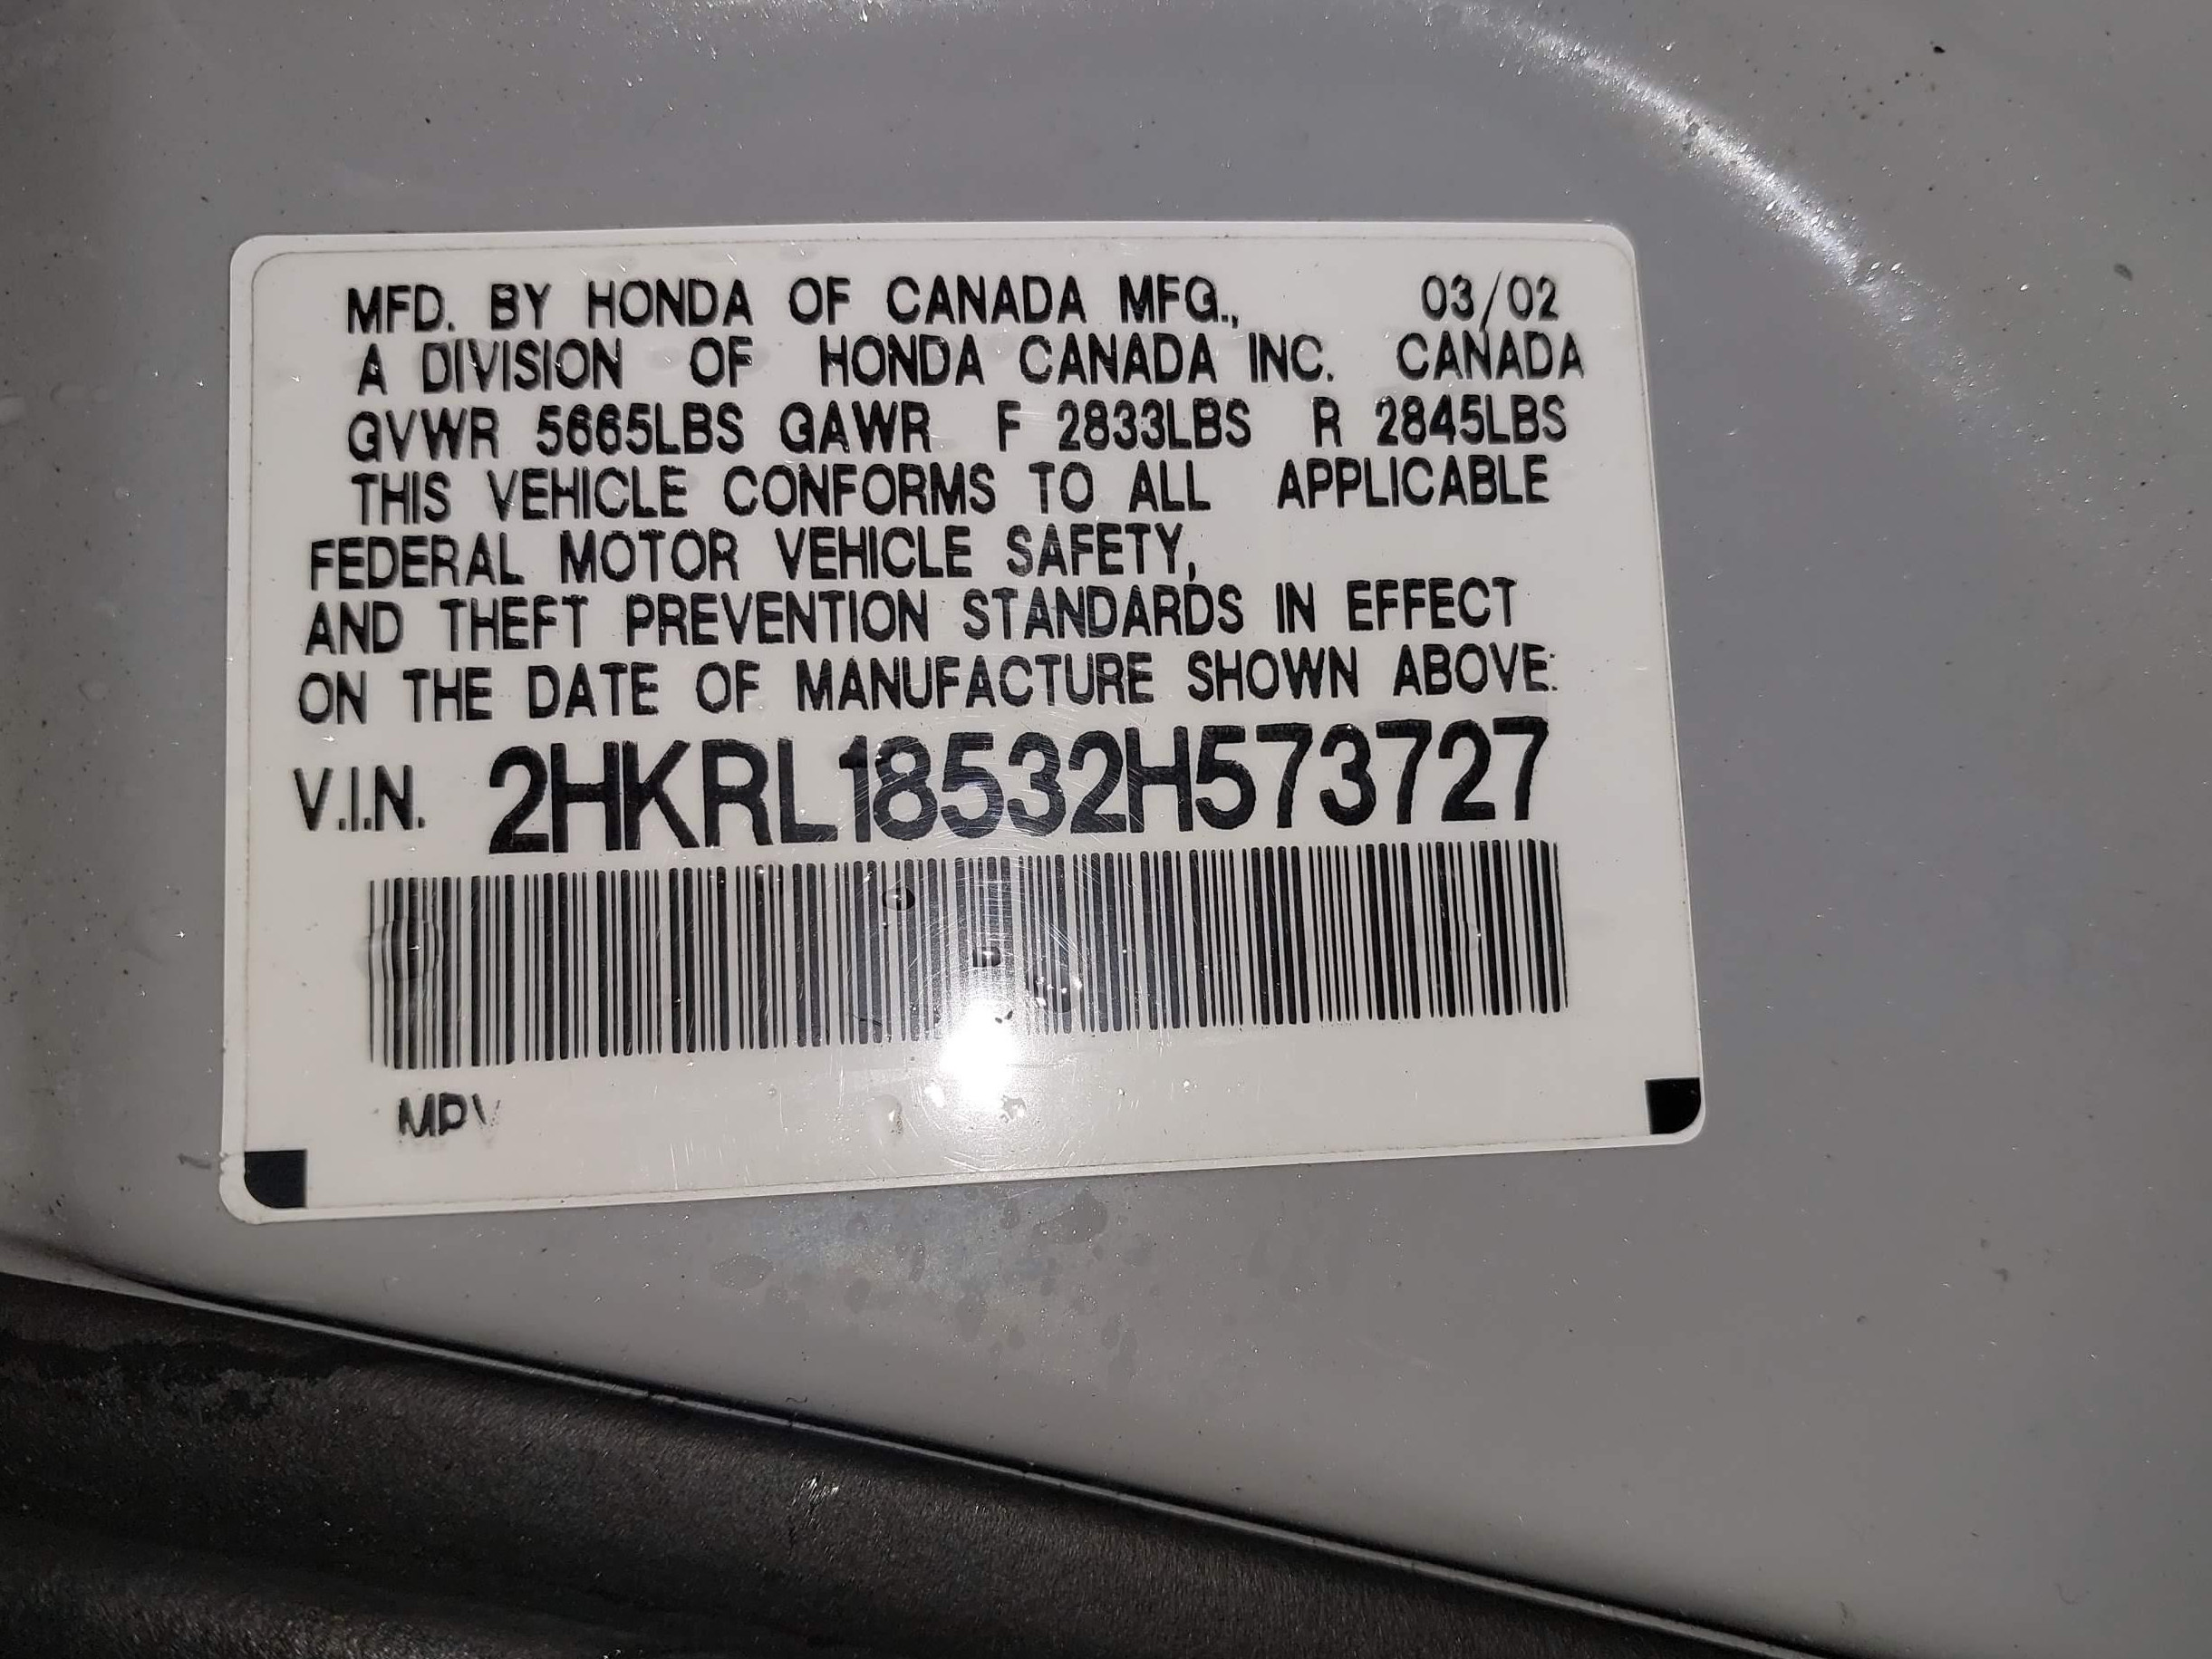 MFD. BY HONDA OF CANADA MFG., 03/02
A DIVISION OF HONDA CANADA INC. CANADA
GVWR 5665LBS GAWR F 2833LBS R 2845LBS
THIS VEHICLE CONFORMS TO ALL APPLICABLE
FEDERAL MOTOR VEHICLE SAFETY,
AND THEFT PREVENTION STANDARDS IN EFFECT
ON THE DATE OF MANUFACTURE SHOWN ABOVE.
V.I.N. 2HKRL18532H573727
MPV